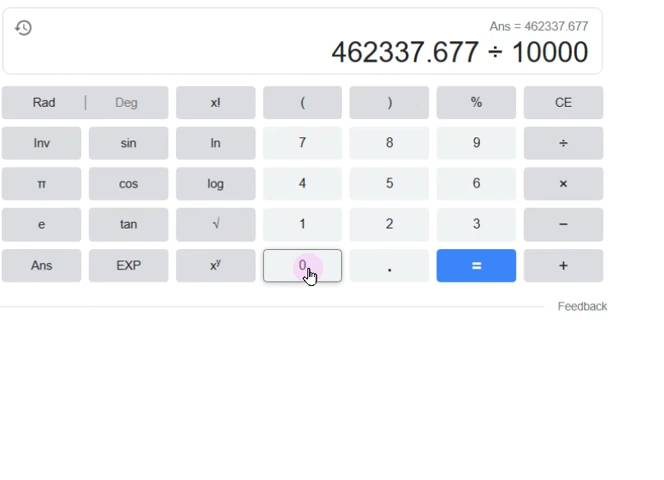 Ans = 462337.677
462337.677 ÷ 10000
Rad | Deg x! ( ) % CE
Inv sin ln 7 8 9 ÷
π cos log 4 5 6 ×
e tan √ 1 2 3 −
Ans EXP xʸ 0 . = +
Feedback